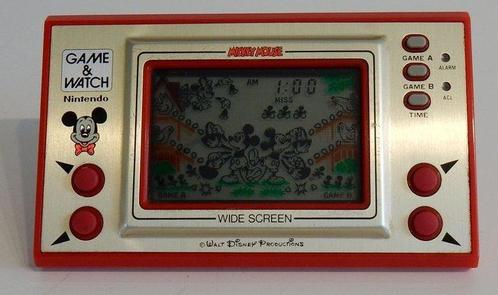 GAME
&
WATCH
Nintendo
MICKEY MOUSE
AM 1:00
MISS
GAME A
GAME B
GAME A
ALARM
GAME B
ACL
TIME
WIDE SCREEN
© WALT DISNEY PRODUCTIONS